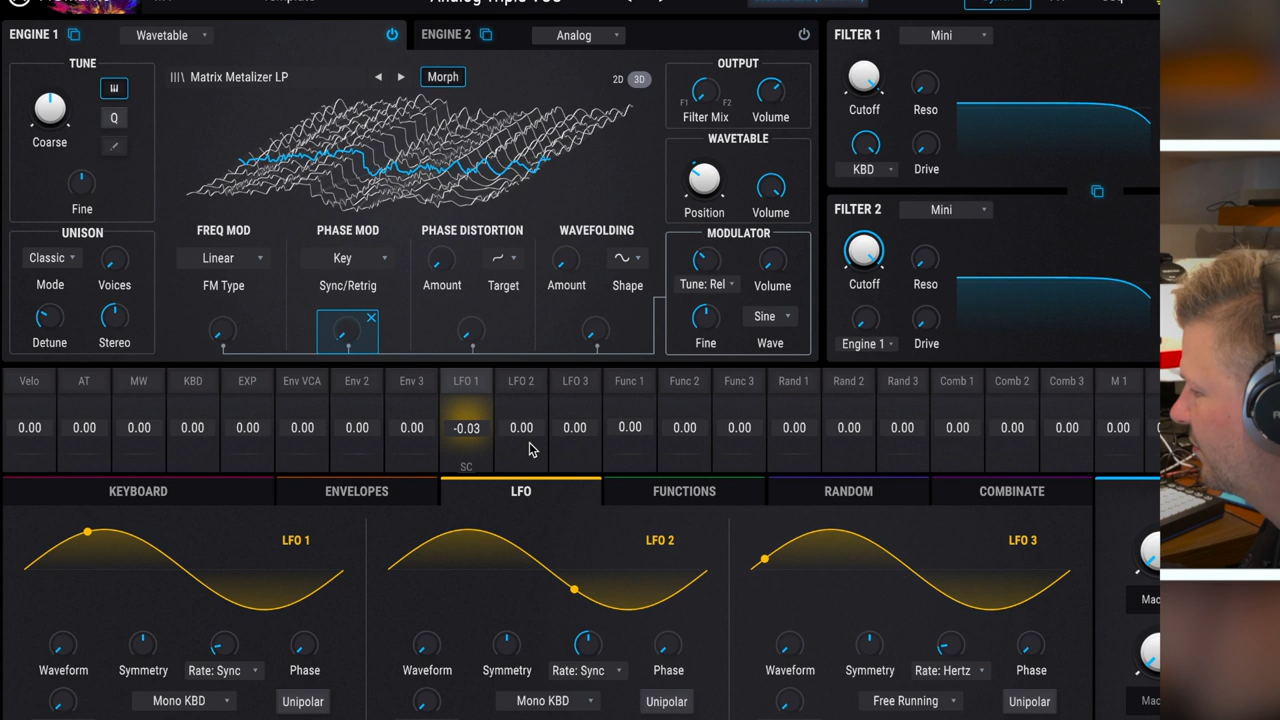 ENGINE 1
Wavetable
ENGINE 2
Analog
FILTER 1
Mini
TUNE
Coarse
Q
Fine
Matrix Metalizer LP
Morph
2D
3D
OUTPUT
F1
F2
Filter Mix
Volume
WAVETABLE
Position
Volume
Cutoff
Reso
KBD
Drive
FILTER 2
Mini
Cutoff
Reso
Engine 1
Drive
UNISON
Classic
Mode
Voices
Detune
Stereo
FREQ MOD
Linear
FM Type
PHASE MOD
Key
Sync/Retrig
PHASE DISTORTION
Amount
Target
WAVEFOLDING
Amount
Shape
MODULATOR
Tune: Rel
Volume
Fine
Sine
Wave
Velo AT MW KBD EXP Env VCA Env 2 Env 3 LFO 1 LFO 2 LFO 3 Func 1 Func 2 Func 3 Rand 1 Rand 2 Rand 3 Comb 1 Comb 2 Comb 3 M 1
0.00 0.00 0.00 0.00 0.00 0.00 0.00 0.00 -0.03 0.00 0.00 0.00 0.00 0.00 0.00 0.00 0.00 0.00 0.00 0.00 0.00
SC
KEYBOARD ENVELOPES LFO FUNCTIONS RANDOM COMBINATE
LFO 1
LFO 2
LFO 3
Waveform Symmetry Rate: Sync Phase
Mono KBD Unipolar
Waveform Symmetry Rate: Sync Phase
Mono KBD Unipolar
Waveform Symmetry Rate: Hertz Phase
Free Running Unipolar
Mac
Mac